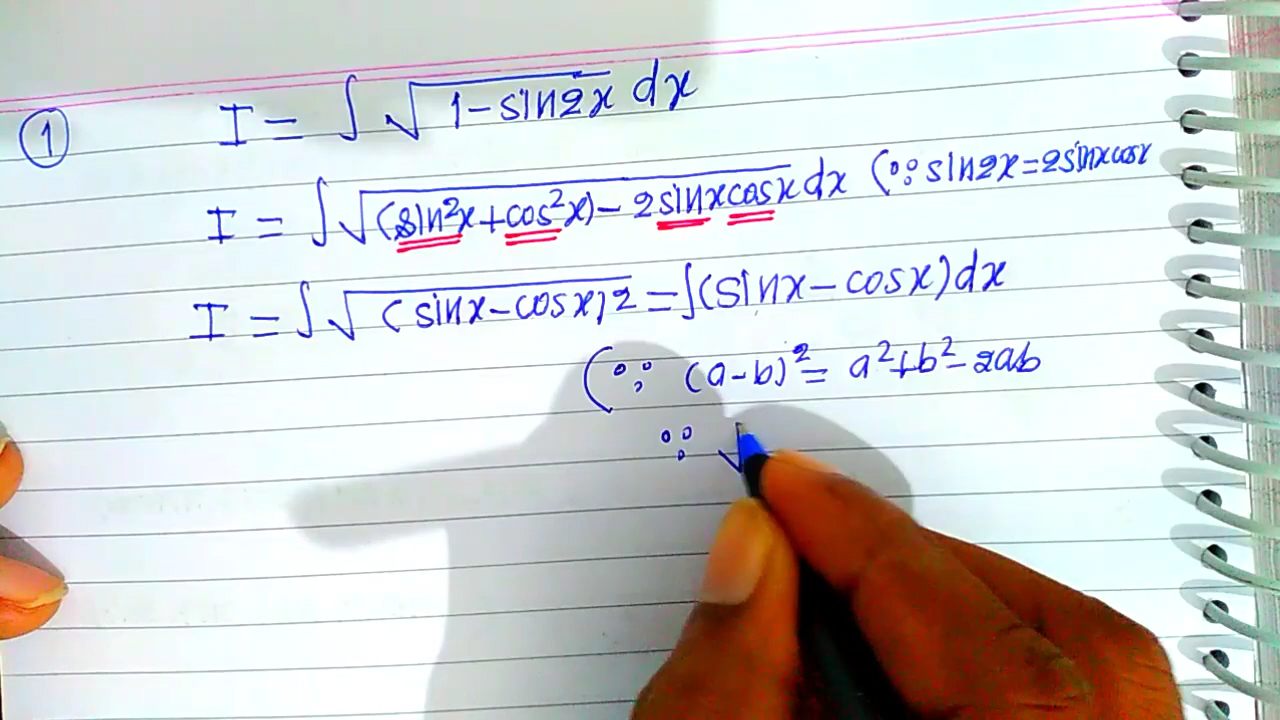 ① I = ∫ √1-sin2x dx
I = ∫√(sin²x+cos²x)-2sinxcosx dx (∵ sin2x=2sinxcosx
I = ∫√(sinx-cosx)2 = ∫(sinx-cosx)dx
(∵ (a-b)²= a²+b²-2ab
∵ √